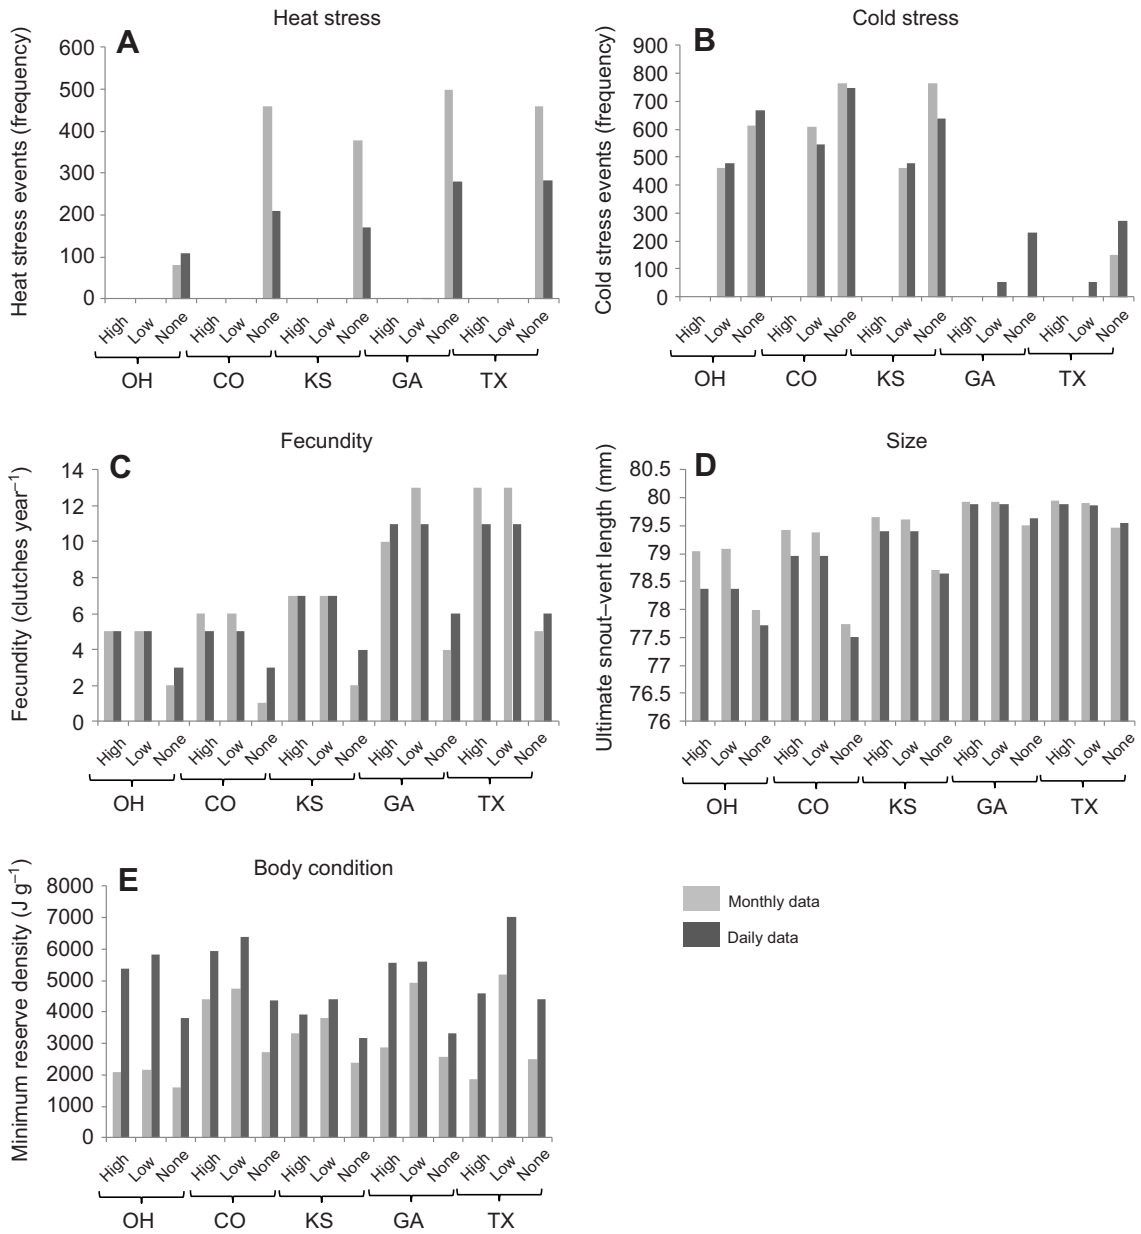 Heat stress
A
Heat stress events (frequency)
600
500
400
300
200
100
0
High Low None High Low None High Low None High Low None High Low None
OH CO KS GA TX
Cold stress
B
Cold stress events (frequency)
900
800
700
600
500
400
300
200
100
0
High Low None High Low None High Low None High Low None High Low None
OH CO KS GA TX
Fecundity
C
Fecundity (clutches year⁻¹)
14
12
10
8
6
4
2
0
High Low None High Low None High Low None High Low None High Low None
OH CO KS GA TX
Size
D
Ultimate snout–vent length (mm)
80.5
80
79.5
79
78.5
78
77.5
77
76.5
76
High Low None High Low None High Low None High Low None High Low None
OH CO KS GA TX
Body condition
E
Minimum reserve density (J g⁻¹)
8000
7000
6000
5000
4000
3000
2000
1000
0
High Low None High Low None High Low None High Low None High Low None
OH CO KS GA TX
Monthly data
Daily data